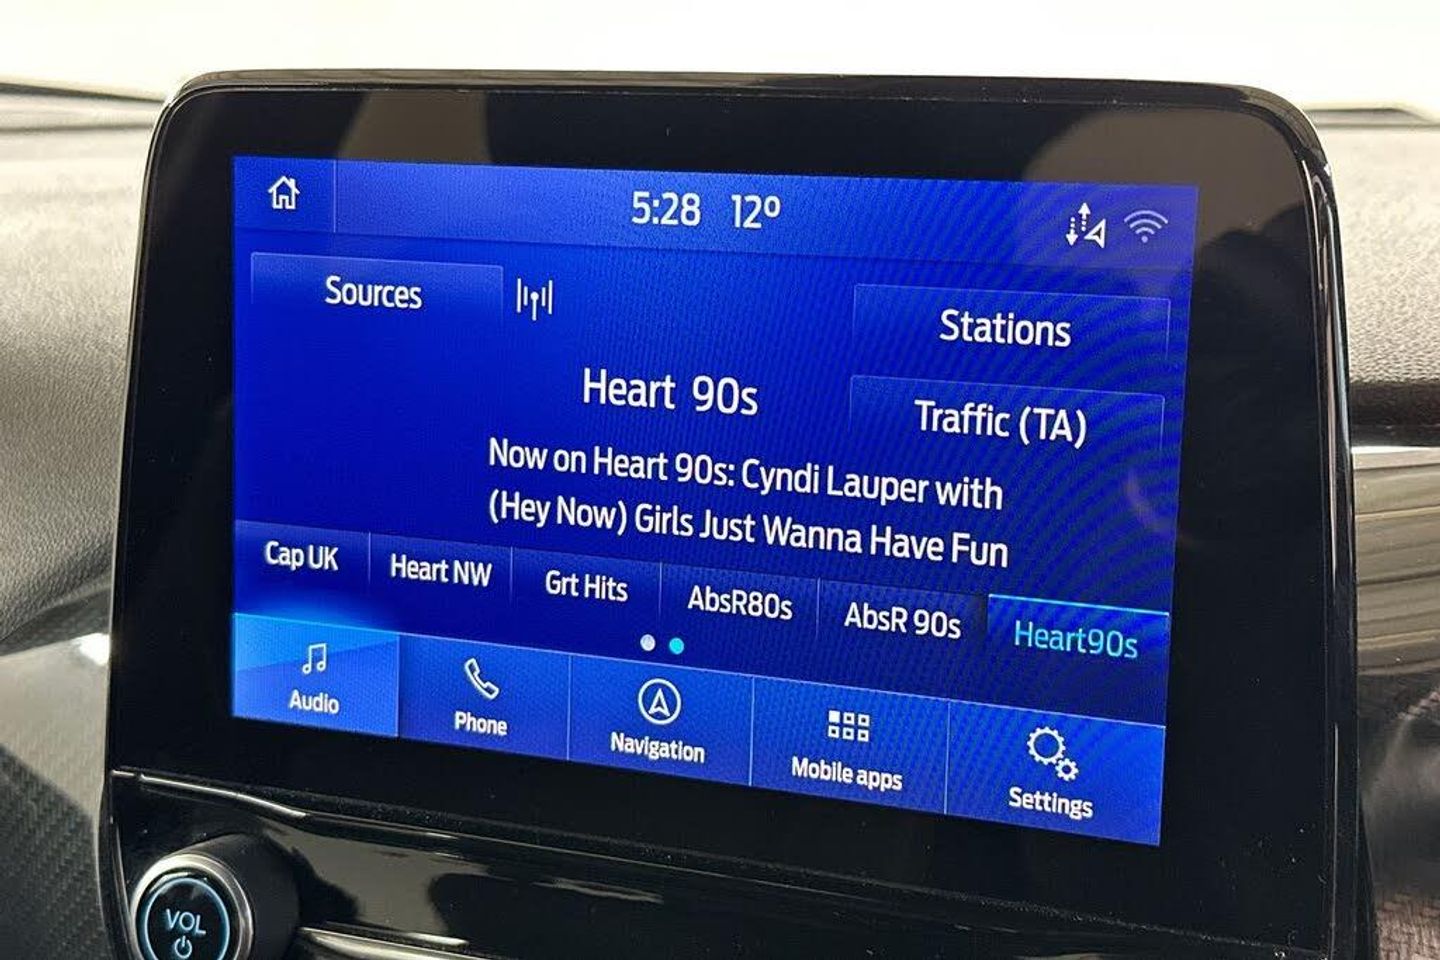 5:28 12º
Sources
Stations
Heart 90s
Traffic (TA)
Now on Heart 90s: Cyndi Lauper with
(Hey Now) Girls Just Wanna Have Fun
Cap UK
Heart NW
Grt Hits
AbsR80s
AbsR 90s
Heart90s
Audio
Phone
Navigation
Mobile apps
Settings
VOL